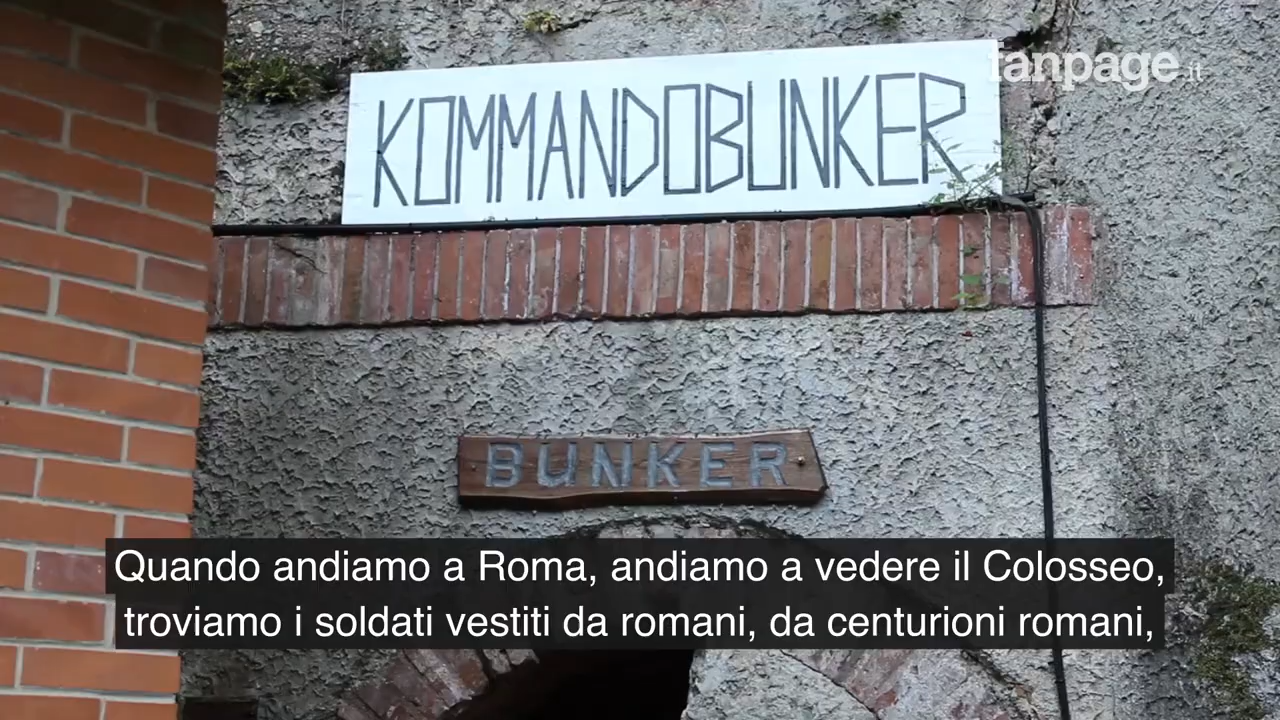 fanpage.it
KOMMANDOBUNKER
BUNKER
Quando andiamo a Roma, andiamo a vedere il Colosseo,
troviamo i soldati vestiti da romani, da centurioni romani,